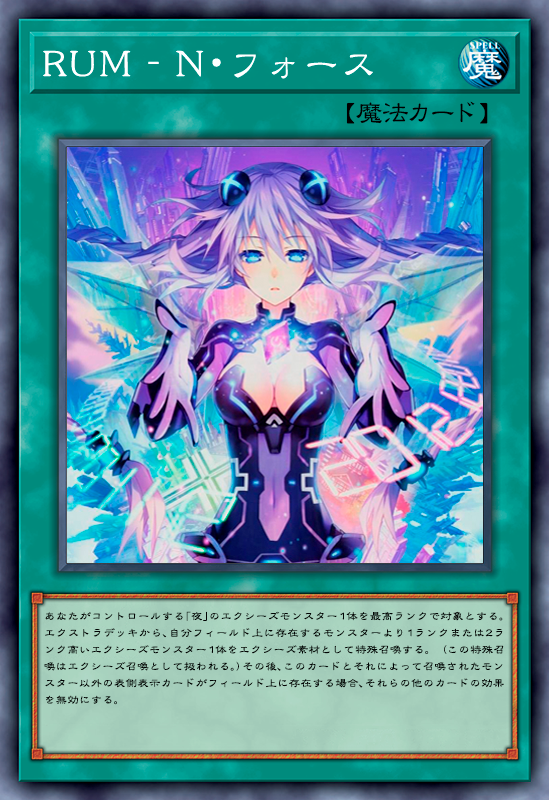 RUM - N・フォース
SPELL
魔
【魔法カード】
あなたがコントロールする「夜」のエクシーズモンスター1体を最高ランクで対象とする。
エクストラデッキから、自分フィールド上に存在するモンスターより1ランクまたは2ラ
ンク高いエクシーズモンスター1体をエクシーズ素材として特殊召喚する。 (この特殊召
喚はエクシーズ召喚として扱われる。)その後、このカードとそれによって召喚されたモン
スター以外の表側表示カードがフィールド上に存在する場合、それらの他のカードの効果
を無効にする。